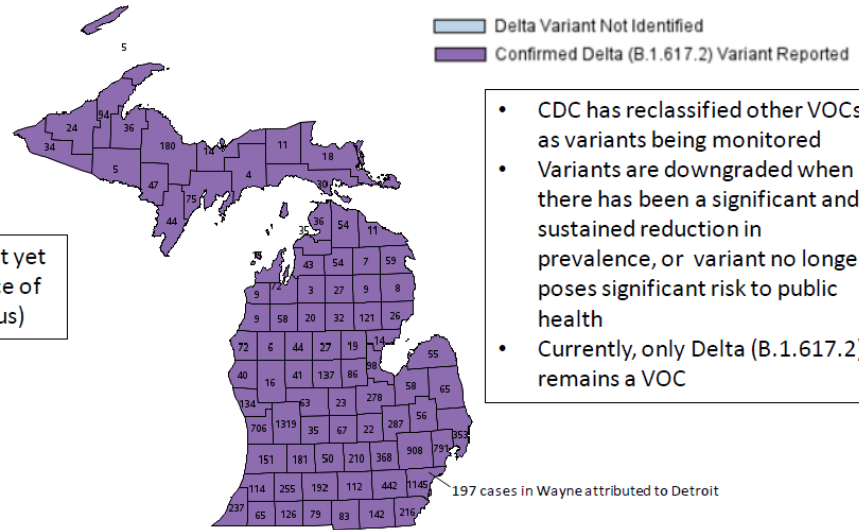 Delta Variant Not Identified
Confirmed Delta (B.1.617.2) Variant Reported
• CDC has reclassified other VOCs
as variants being monitored
• Variants are downgraded when
there has been a significant and
sustained reduction in
prevalence, or variant no longe
poses significant risk to public
health
• Currently, only Delta (B.1.617.2)
remains a VOC
t yet
ce of
us)
5
94
24 36
34 180 14 11 18
5 47 75 4 30
44
36 54 11
35
43 54 7 59
9 72 3 27 9 8
9 58 20 32 121 26
72 6 44 27 19 14
40 16 41 137 86 98 55
134 63 23 278 58 65
706 1319 35 67 22 287 56
151 181 50 210 368 908 791 353
114 255 192 112 442 1145
237 65 126 79 83 142 216
197 cases in Wayne attributed to Detroit